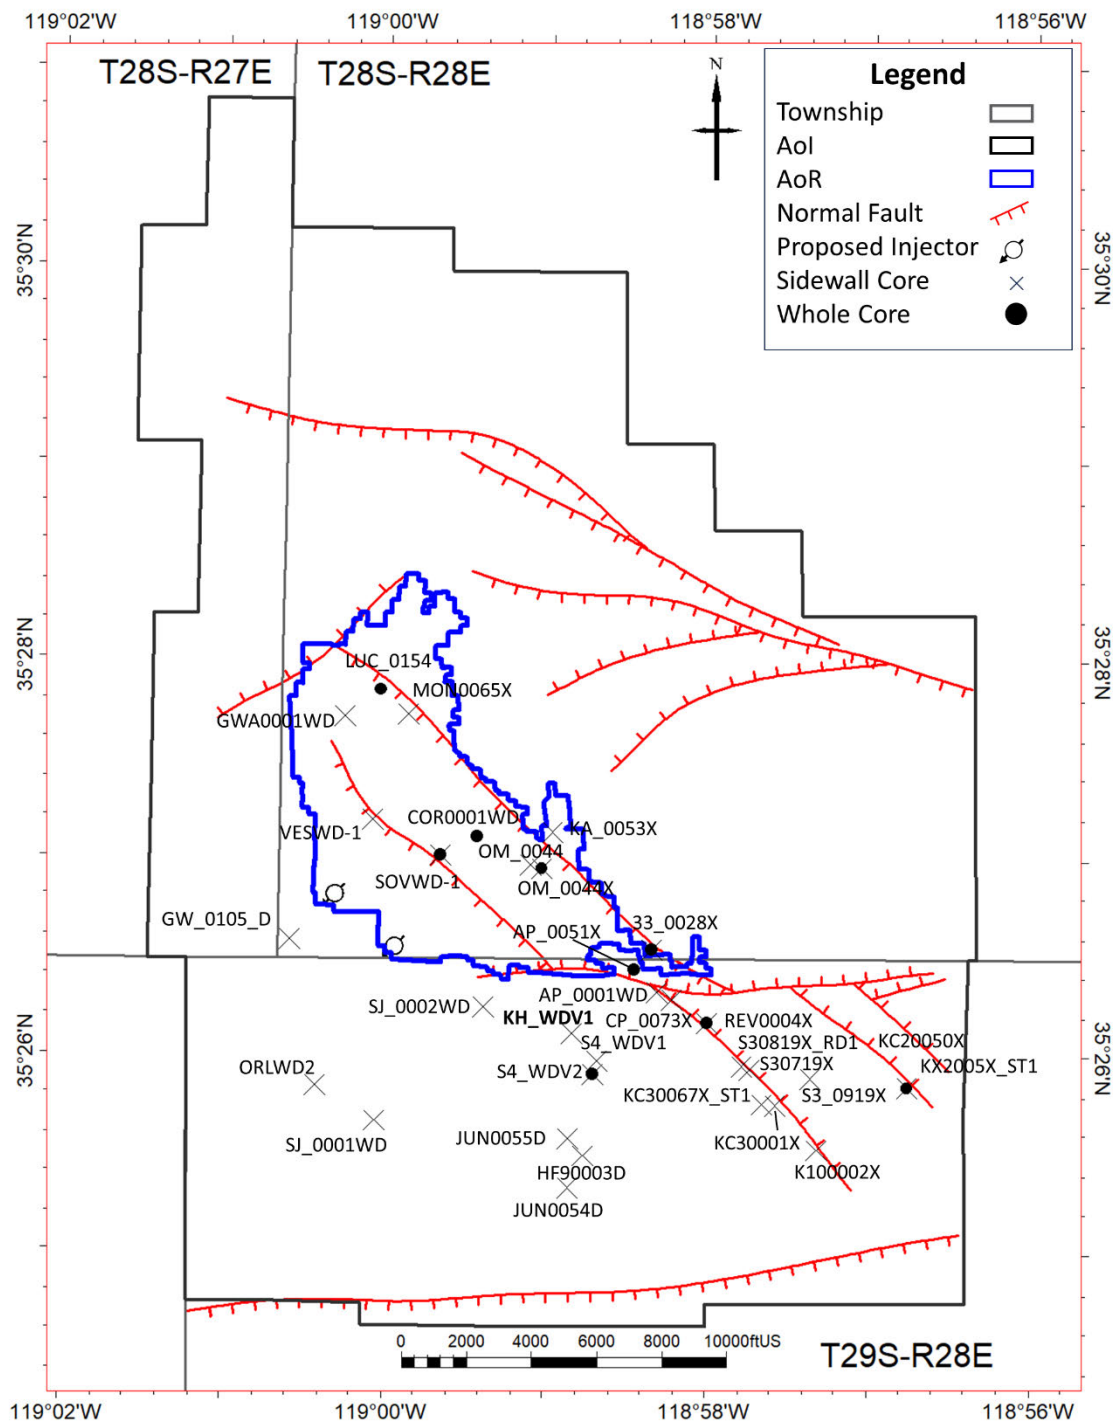 119°02'W 119°00'W 118°58'W 118°56'W
T28S-R27E T28S-R28E
N
Legend
Township
AoI
AoR
Normal Fault
Proposed Injector
Sidewall Core
Whole Core
35°30'N 35°30'N
35°28'N 35°28'N
LUC_0154
MON0065X
GWA0001WD
COR0001WD
VESWD-1
KA_0053X
OM_0044
SOVWD-1
OM_0044X
GW_0105_D
33_0028X
AP_0051X
AP_0001WD
SJ_0002WD
KH_WDV1
CP_0073X
REV0004X
S4_WDV1
S30819X_RD1
KC20050X
35°26'N 35°26'N
ORLWD2
S4_WDV2
S30719X
KX2005X_ST1
KC30067X_ST1
S3_0919X
SJ_0001WD
JUN0055D
KC30001X
HF90003D
K100002X
JUN0054D
0 2000 4000 6000 8000 10000ftUS
T29S-R28E
119°02'W 119°00'W 118°58'W 118°56'W